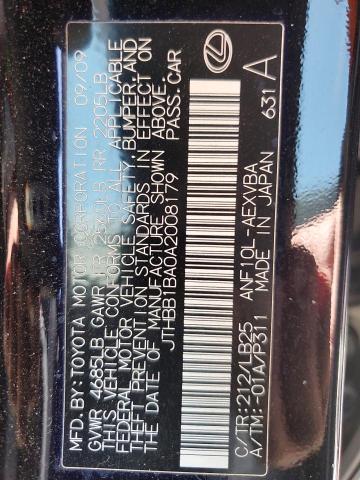 MFD. BY: TOYOTA MOTOR CORPORATION 09/09
GVWR 4685LB GAWR FR 2535LB RR 2205LB
THIS VEHICLE CONFORMS TO ALL APPLICABLE
FEDERAL MOTOR VEHICLE SAFETY, BUMPER, AND
THEFT PREVENTION STANDARDS IN EFFECT ON
THE DATE OF MANUFACTURE SHOWN ABOVE.
JTHBB1BA0A2008179 PASS. CAR
C/TR: 212/LB25 ANF10L-AEXVBA 631 A
A/TM: -01A/P311 MADE IN JAPAN